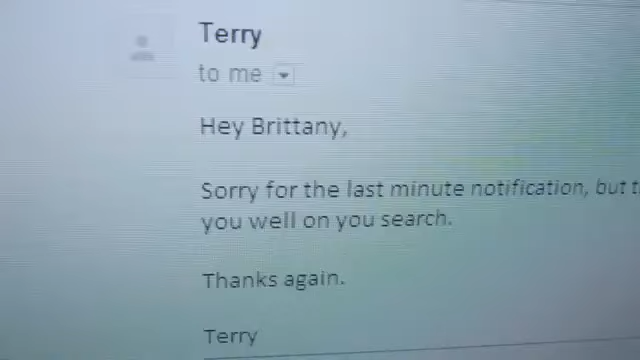 Terry
to me
Hey Brittany,
Sorry for the last minute notification, but
you well on you search.
Thanks again.
Terry